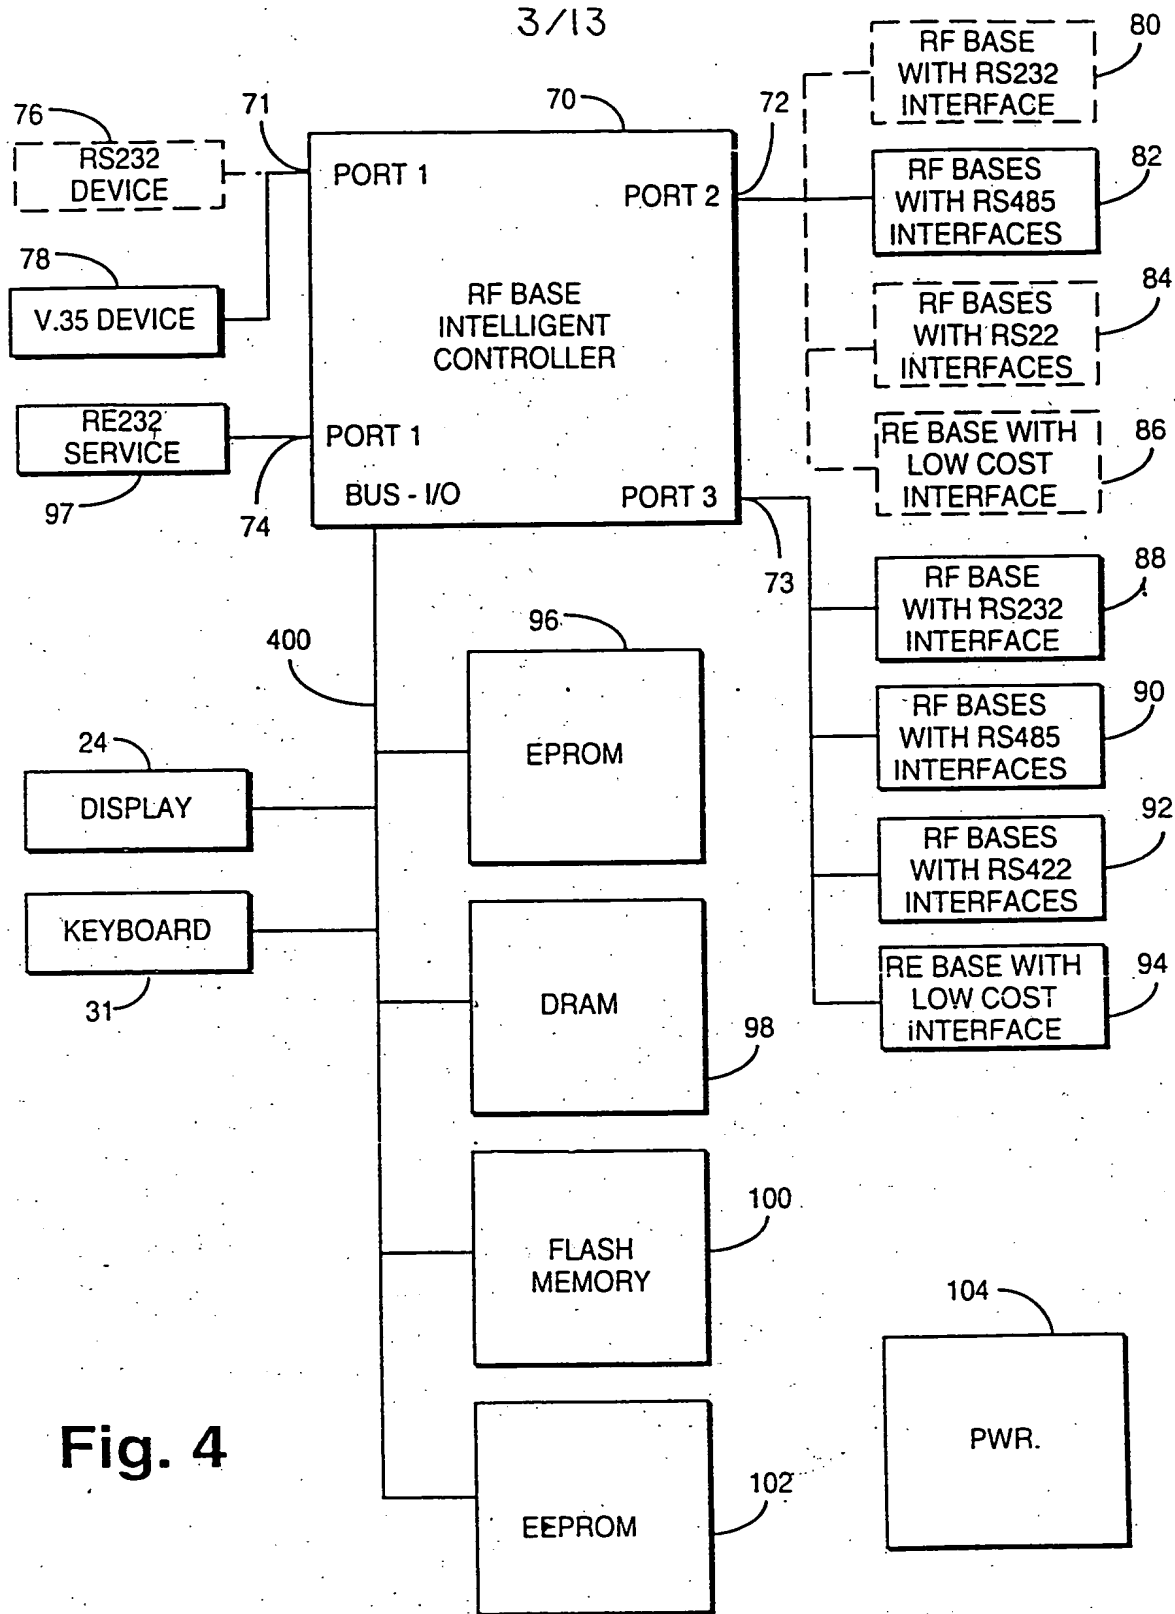 3/13
80
RF BASE
WITH RS232
INTERFACE
76
71
70
72
RS232
DEVICE
PORT 1
PORT 2
RF BASES
WITH RS485
INTERFACES
82
78
V.35 DEVICE
RF BASE
INTELLIGENT
CONTROLLER
RF BASES
WITH RS22
INTERFACES
84
RE232
SERVICE
97
PORT 1
74
BUS - I/O
PORT 3
73
RE BASE WITH
LOW COST
INTERFACE
86
RF BASE
WITH RS232
INTERFACE
88
400
96
EPROM
RF BASES
WITH RS485
INTERFACES
90
24
DISPLAY
RF BASES
WITH RS422
INTERFACES
92
KEYBOARD
31
DRAM
98
RE BASE WITH
LOW COST
iNTERFACE
94
FLASH
MEMORY
100
104
PWR.
Fig. 4
EEPROM
102